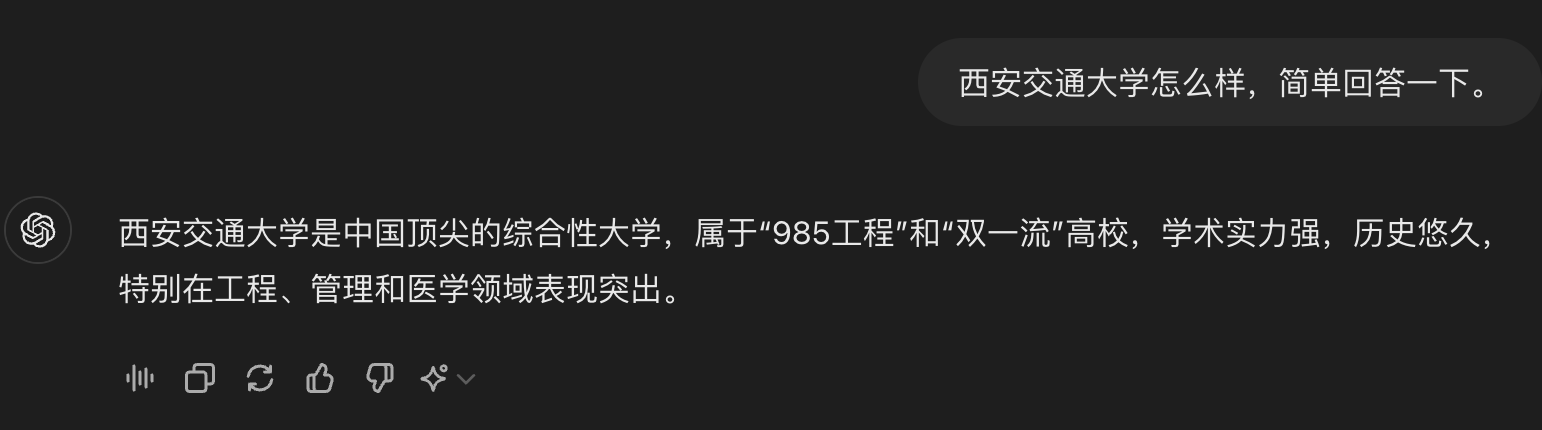 西安交通大学怎么样，简单回答一下。
西安交通大学是中国顶尖的综合性大学，属于“985工程”和“双一流”高校，学术实力强，历史悠久，
特别在工程、管理和医学领域表现突出。